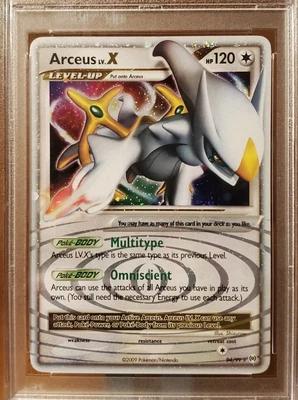 Arceus LV.X HP120
LEVEL-UP Put onto Arceus
You may have as many of this card in your deck as you like.
Poké-BODY Multitype
Arceus LV.X's type is the same type as its previous Level.
Poké-BODY Omniscient
Arceus can use the attacks of all Arceus you have in play as its
own. (You still need the necessary Energy to use each attack.)
Put this card onto your Active Arceus. Arceus LV.X can use any
attack, Poké-Power, or Poké-Body from its previous Level.
weakness resistance retreat cost
©2009 Pokémon/Nintendo 94/99